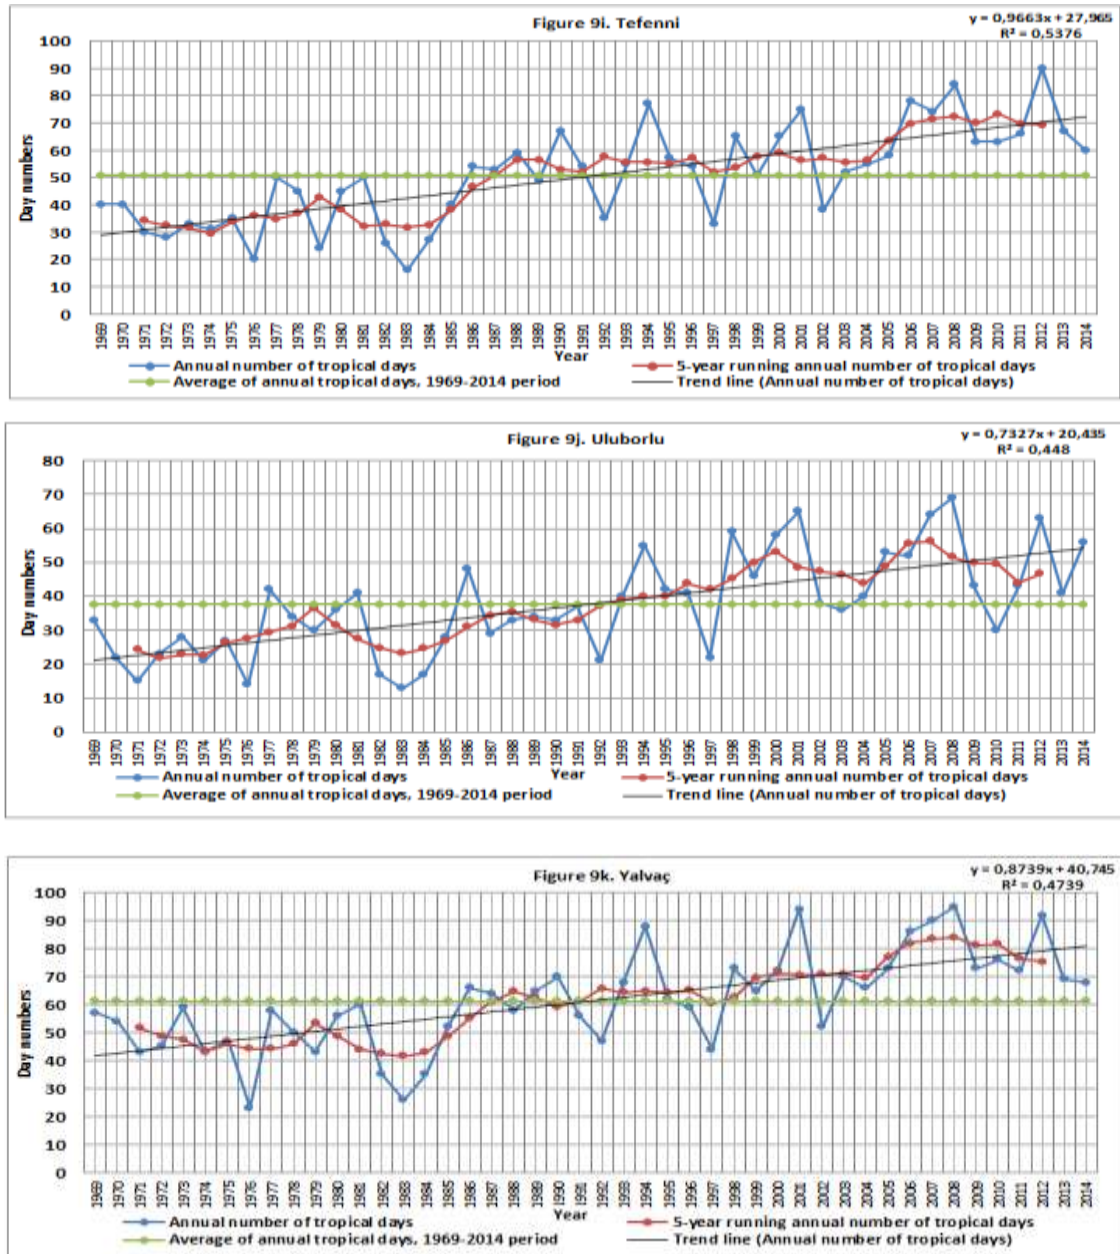 Figure 9i. Tefenni
y = 0,9663x + 27,965
R² = 0,5376
100
90
80
70
60
50
40
30
20
10
0
Day numbers
1969 1970 1971 1972 1973 1974 1975 1976 1977 1978 1979 1980 1981 1982 1983 1984 1985 1986 1987 1988 1989 1990 1991 1992 1993 1994 1995 1996 1997 1998 1999 2000 2001 2002 2003 2004 2005 2006 2007 2008 2009 2010 2011 2012 2013 2014
Year
Annual number of tropical days 5-year running annual number of tropical days
Average of annual tropical days, 1969-2014 period Trend line (Annual number of tropical days)
Figure 9j. Uluborlu
y = 0,7327x + 20,435
R² = 0,448
80
70
60
50
40
30
20
10
0
Day numbers
1969 1970 1971 1972 1973 1974 1975 1976 1977 1978 1979 1980 1981 1982 1983 1984 1985 1986 1987 1988 1989 1990 1991 1992 1993 1994 1995 1996 1997 1998 1999 2000 2001 2002 2003 2004 2005 2006 2007 2008 2009 2010 2011 2012 2013 2014
Year
Annual number of tropical days 5-year running annual number of tropical days
Average of annual tropical days, 1969-2014 period Trend line (Annual number of tropical days)
Figure 9k. Yalvaç
y = 0,8739x + 40,745
R² = 0,4739
100
90
80
70
60
50
40
30
20
10
0
Day numbers
1969 1970 1971 1972 1973 1974 1975 1976 1977 1978 1979 1980 1981 1982 1983 1984 1985 1986 1987 1988 1989 1990 1991 1992 1993 1994 1995 1996 1997 1998 1999 2000 2001 2002 2003 2004 2005 2006 2007 2008 2009 2010 2011 2012 2013 2014
Year
Annual number of tropical days 5-year running annual number of tropical days
Average of annual tropical days, 1969-2014 period Trend line (Annual number of tropical days)